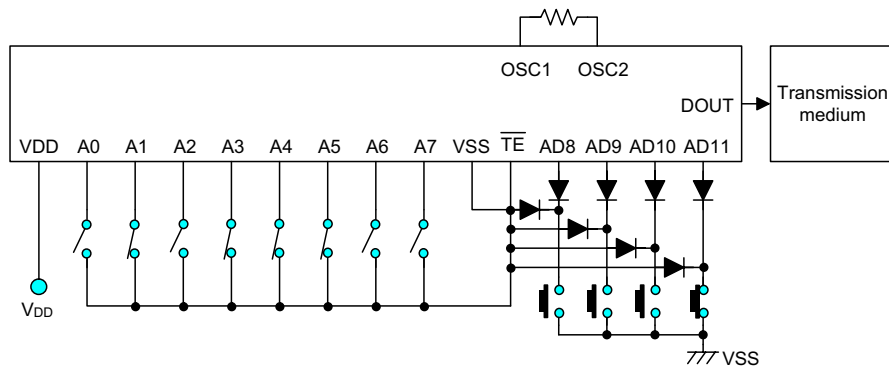 OSC1 OSC2
DOUT
Transmission
medium
VDD A0 A1 A2 A3 A4 A5 A6 A7 VSS TE AD8 AD9 AD10 AD11
VDD
VSS